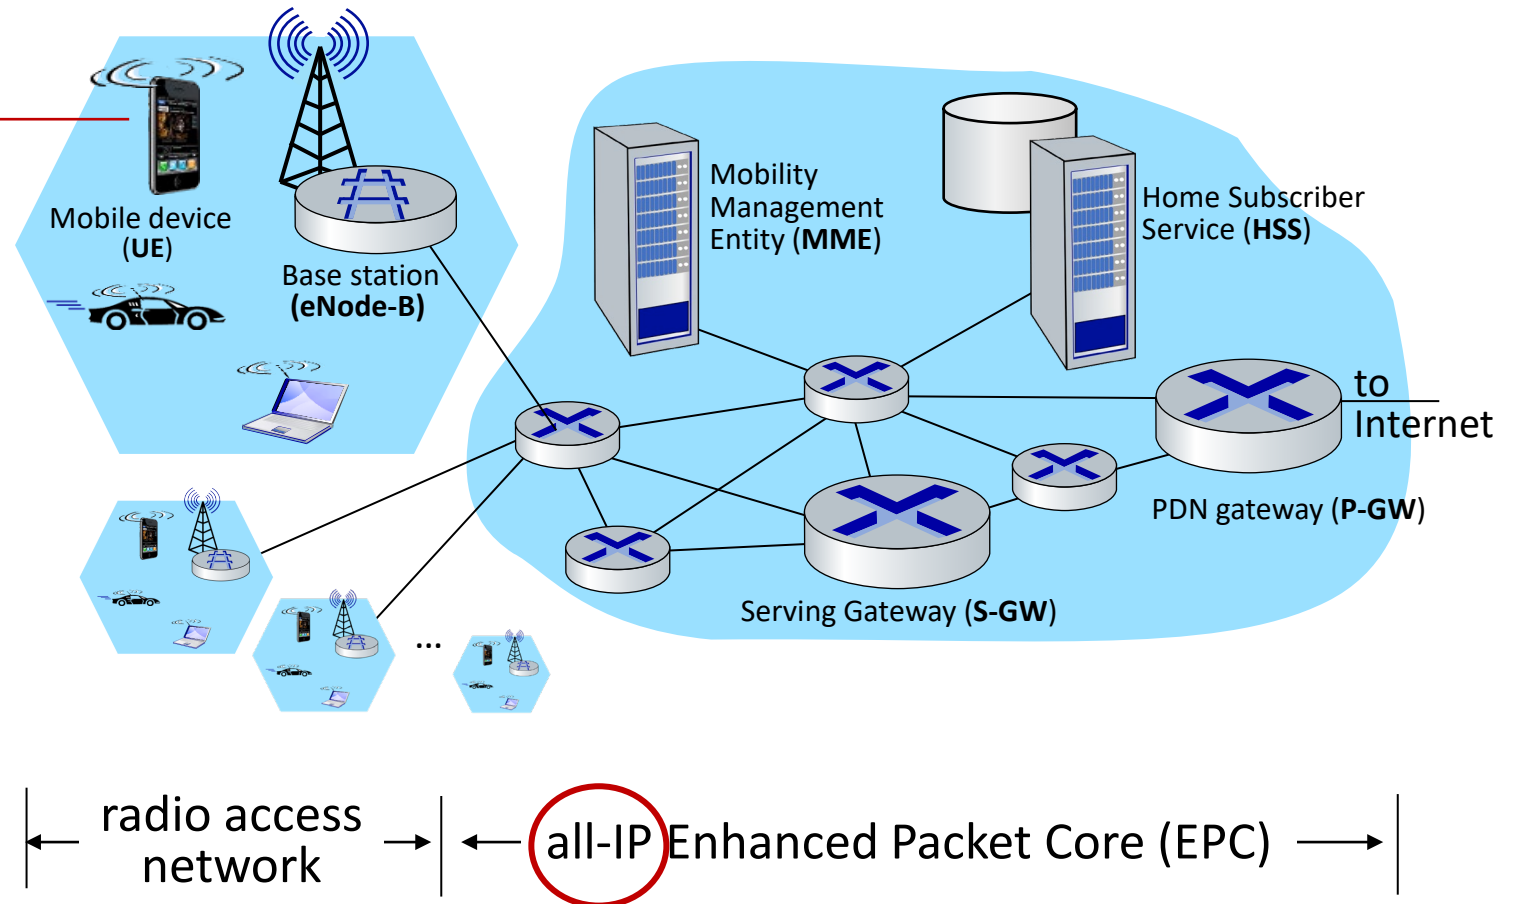 Mobile device
(UE)
Base station
(eNode-B)
Mobility
Management
Entity (MME)
Home Subscriber
Service (HSS)
to
Internet
PDN gateway (P-GW)
Serving Gateway (S-GW)
...
radio access
network
all-IP Enhanced Packet Core (EPC)